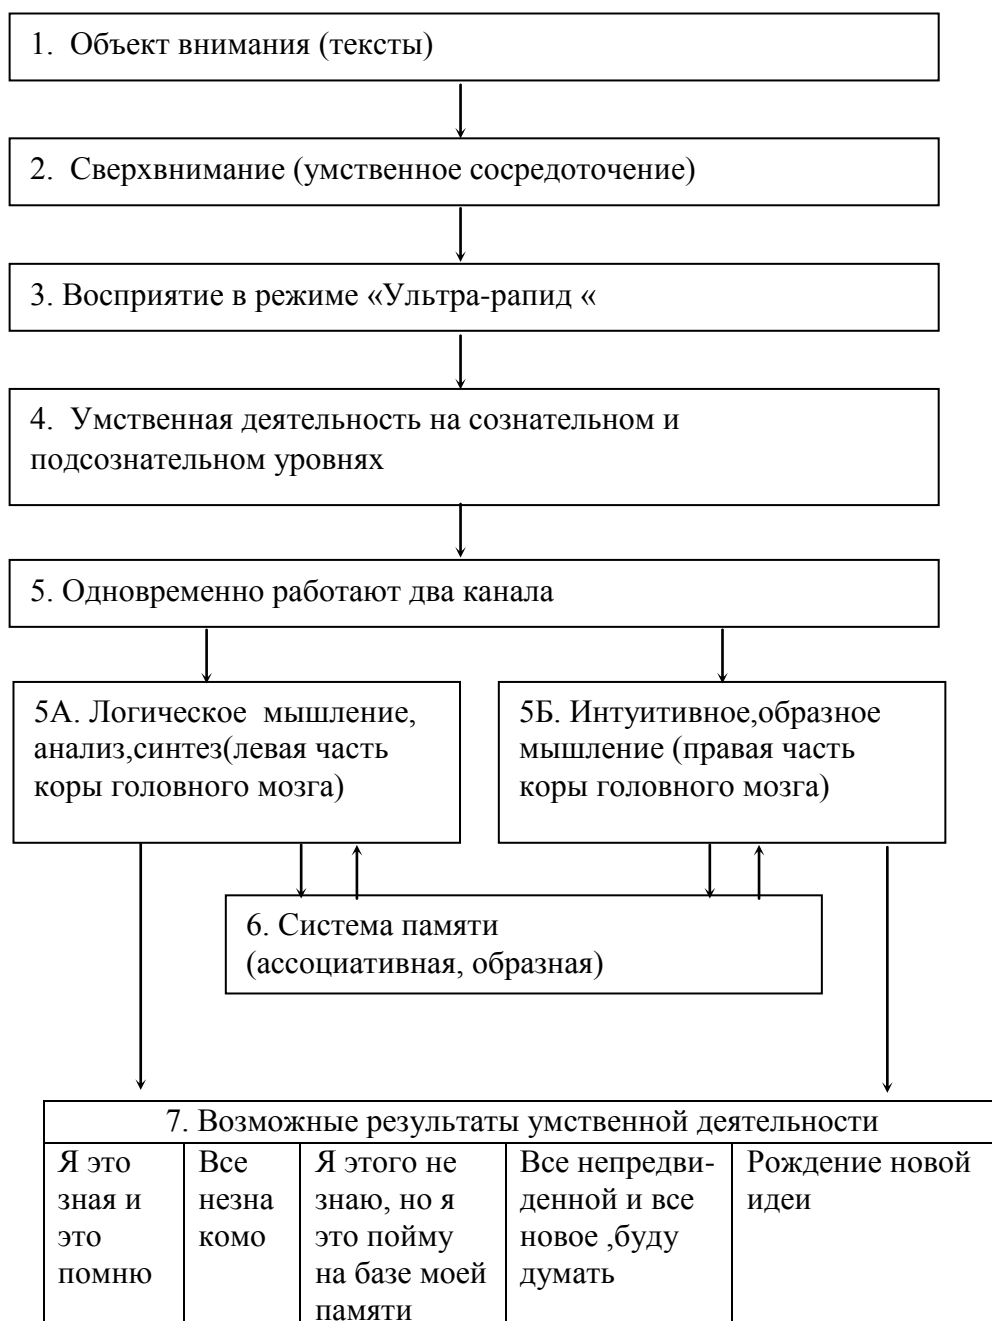 1. Объект внимания (тексты)
2. Сверхвнимание (умственное сосредоточение)
3. Восприятие в режиме «Ультра-рапид «
4. Умственная деятельность на сознательном и
подсознательном уровнях
5. Одновременно работают два канала
5А. Логическое мышление,
анализ,синтез(левая часть
коры головного мозга)
5Б. Интуитивное,образное
мышление (правая часть
коры головного мозга)
6. Система памяти
(ассоциативная, образная)
7. Возможные результаты умственной деятельности
Я это
зная и
это
помню
Все
незна
комо
Я этого не
знаю, но я
это пойму
на базе моей
памяти
Все непредви-
денной и все
новое ,буду
думать
Рождение новой
идеи